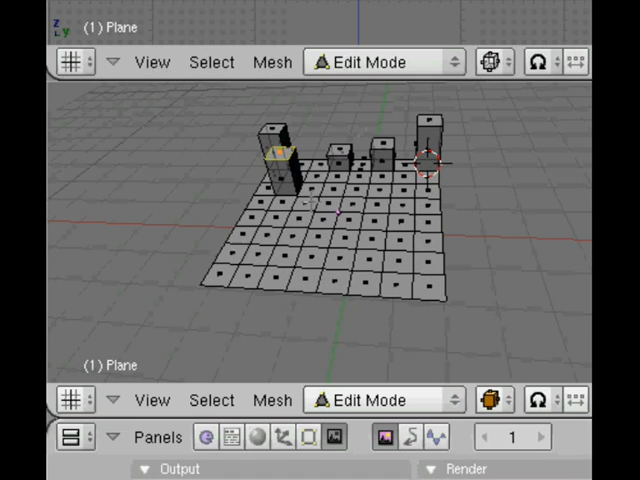 z
y
(1) Plane
View Select Mesh Edit Mode
(1) Plane
View Select Mesh Edit Mode
Panels 1
Output Render